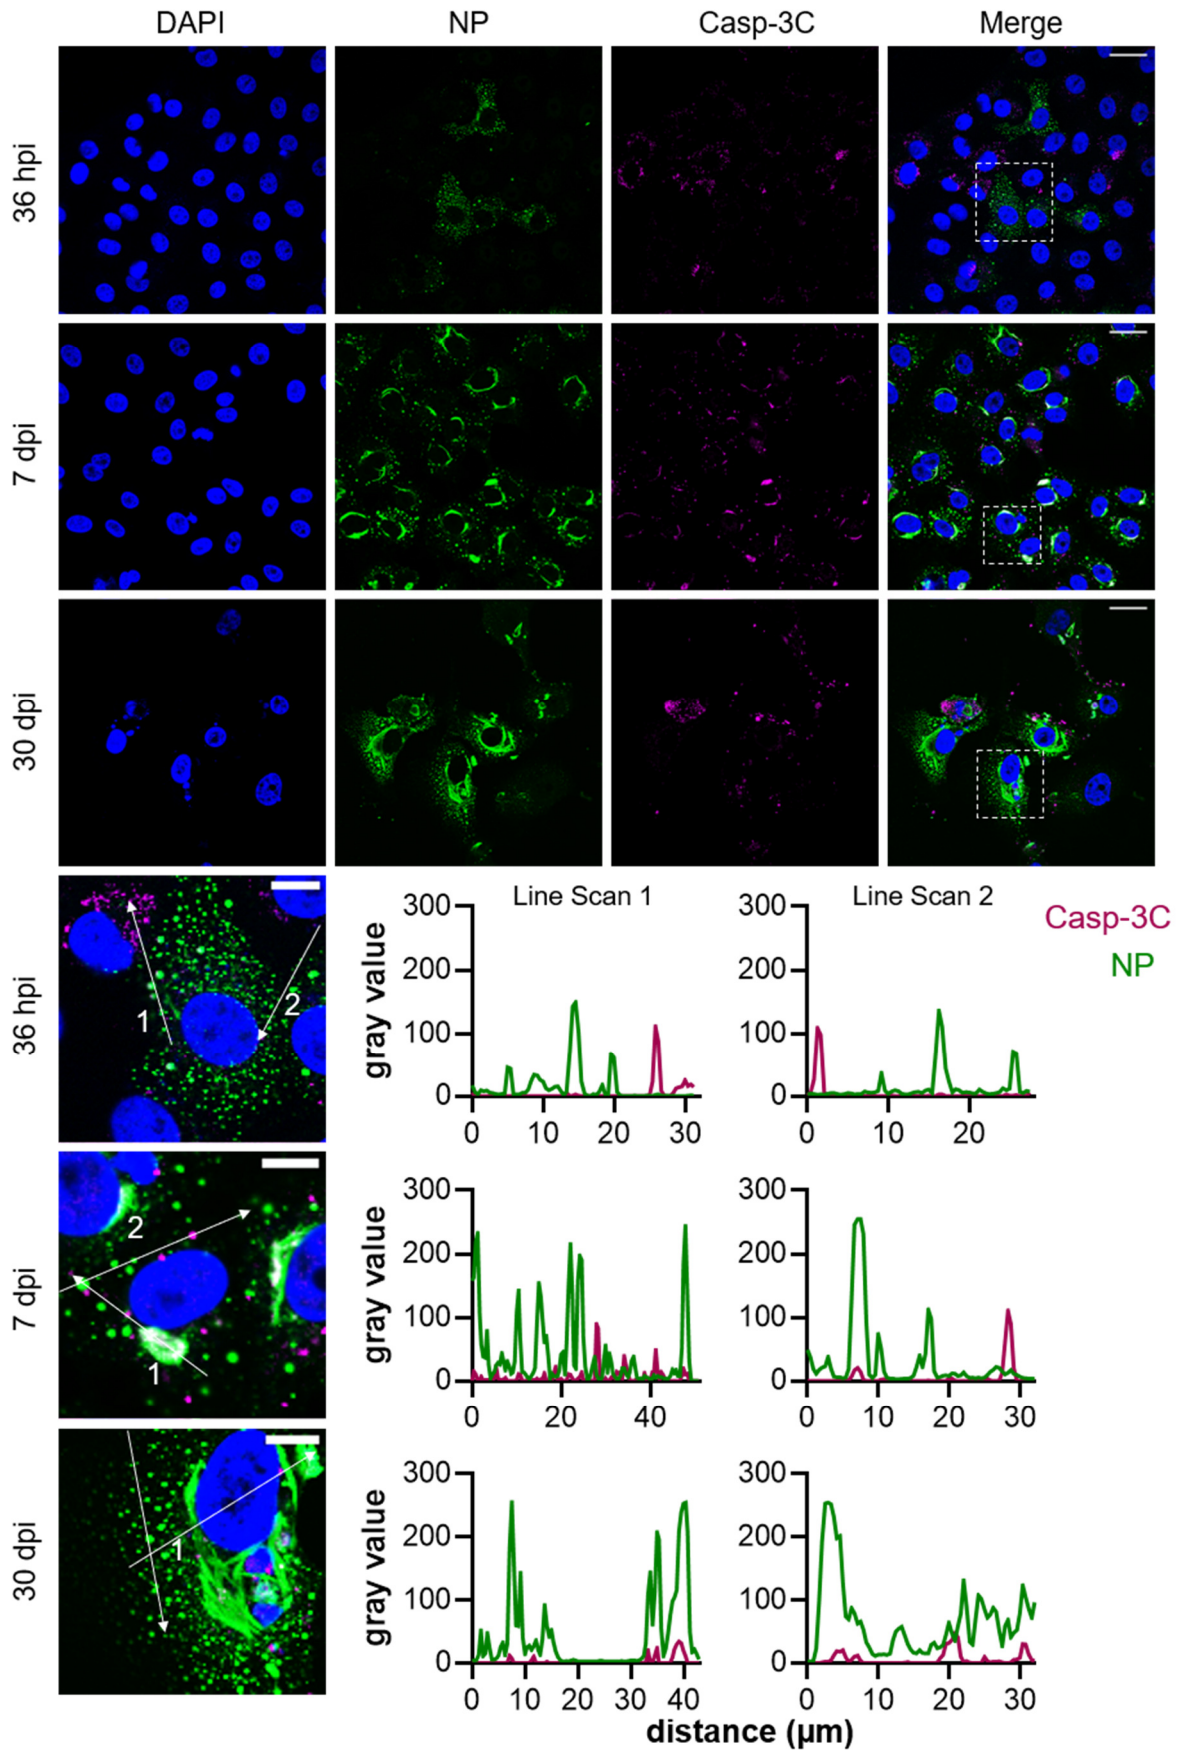 DAPI NP Casp-3C Merge
36 hpi
7 dpi
30 dpi
36 hpi
1
2
Line Scan 1
Line Scan 2
Casp-3C
NP
gray value
300
200
100
0
0 10 20 30
300
200
100
0
0 10 20
7 dpi
2
1
gray value
300
200
100
0
0 20 40
300
200
100
0
0 10 20 30
30 dpi
1
gray value
300
200
100
0
0 10 20 30 40
300
200
100
0
0 10 20 30
distance (µm)